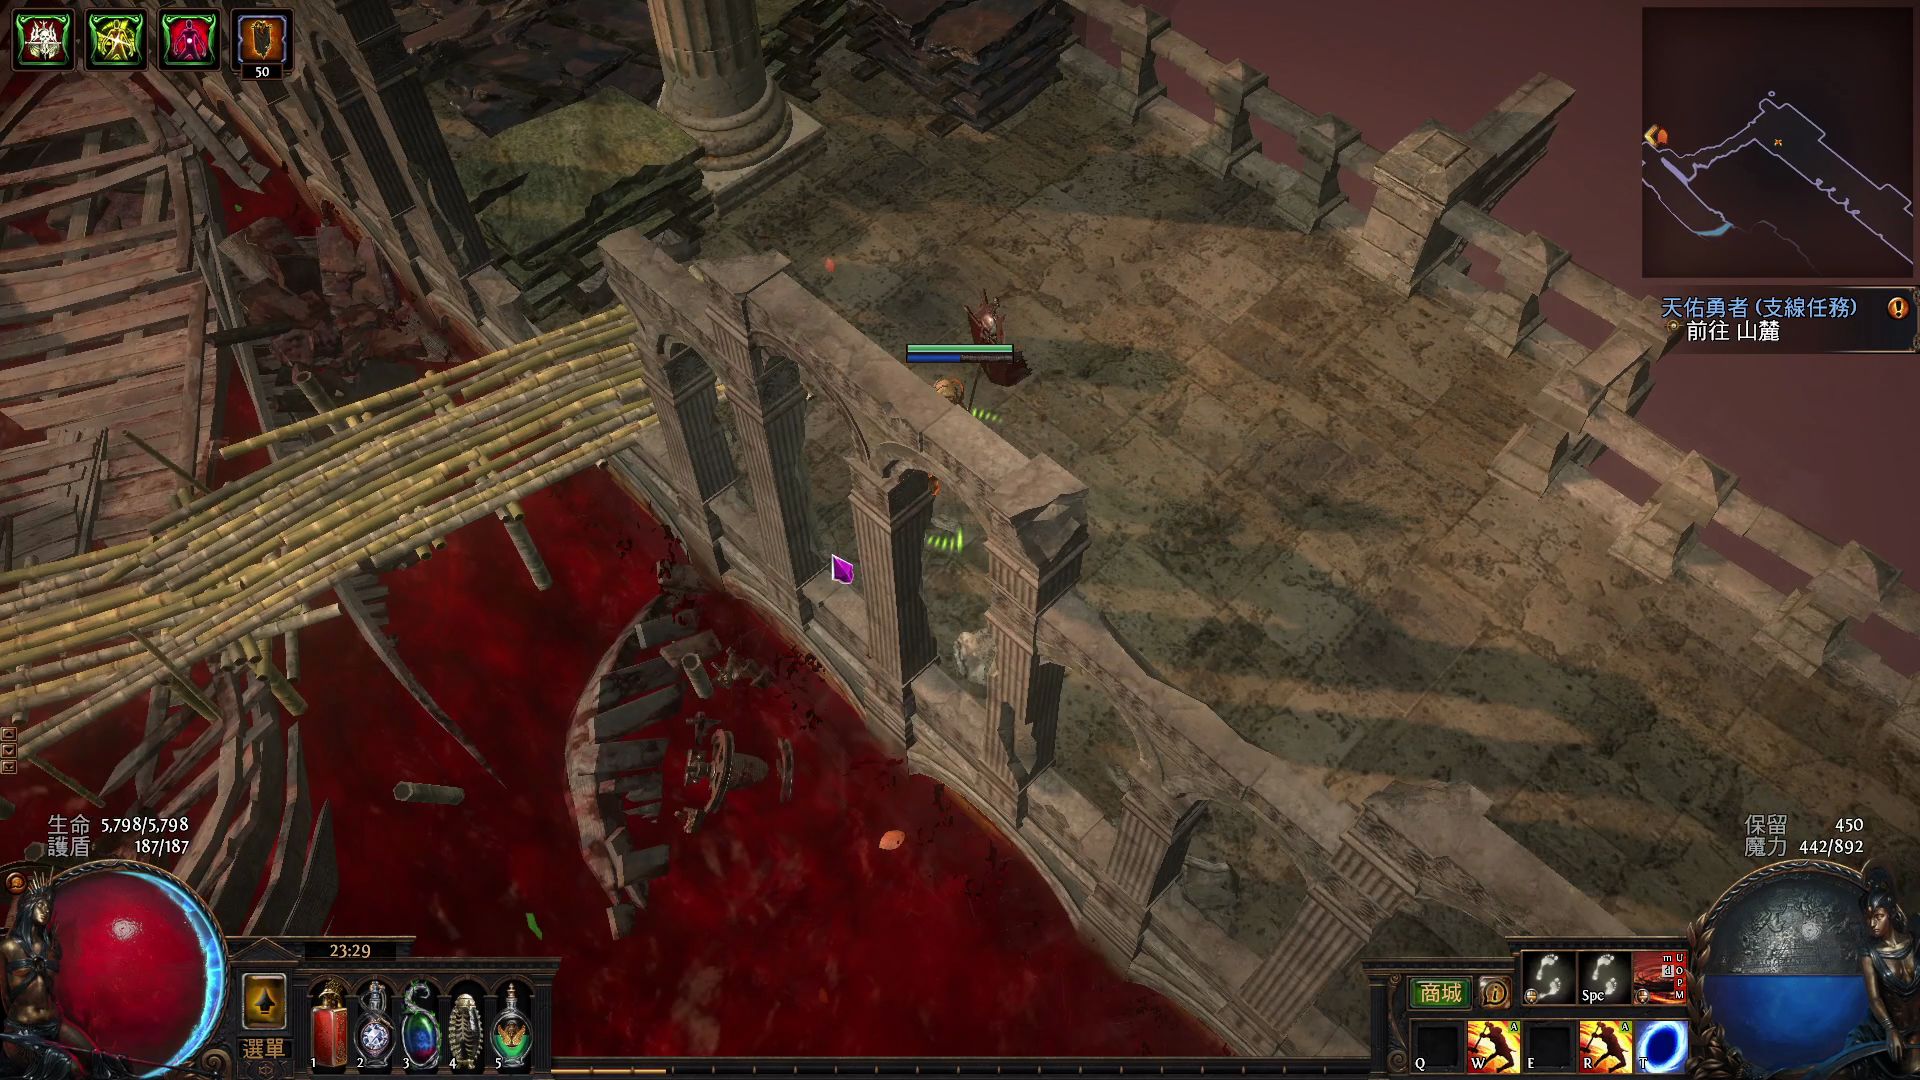 50
天佑勇者 (支線任務)
前往 山麓
生命 5,798/5,798
護盾 187/187
保留 450
魔力 442/892
23:29
選單
1
2
3
4
5
商城
Spc
m U
d O
P
M
Q
W
A
E
R
A
T